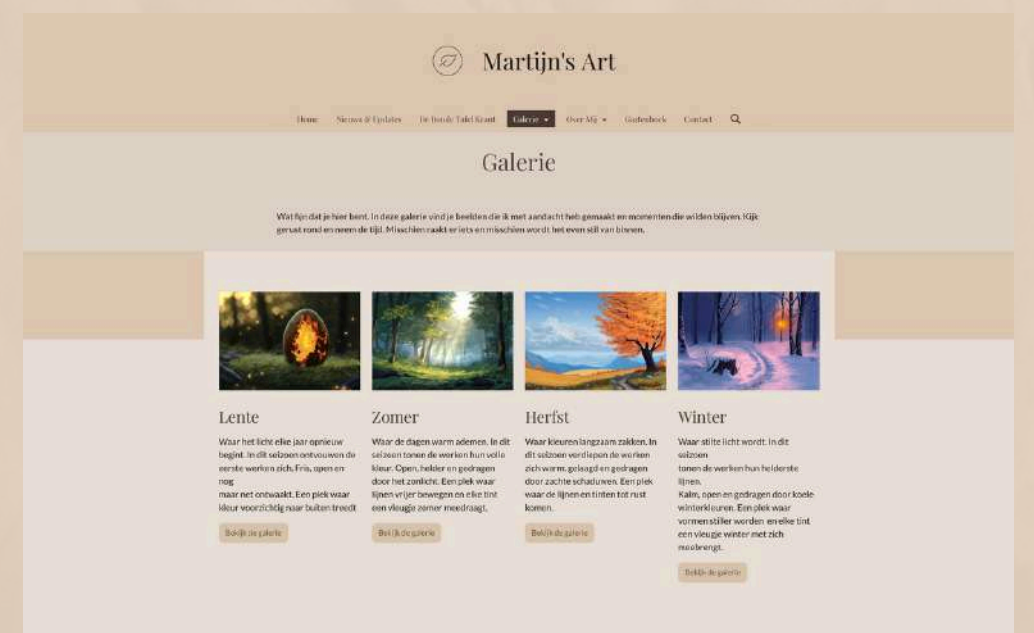 Martijn's Art
Home Nieuws & Updates De Ronde Tafel Krant Galerie Over Mij Gastenboek Contact
Galerie
Wat fijn dat je hier bent. In deze galerie vind je beelden die ik met aandacht heb gemaakt en momenten die wilden blijven. Kijk
gerust rond en neem de tijd. Misschien raakt er iets en misschien wordt het even stil van binnen.
Lente
Waar het licht elke jaar opnieuw
begint. In dit seizoen ontvouwen de
eerste werken zich. Fris, open en
nog
maar net ontwaakt. Een plek waar
kleur voorzichtig naar buiten treedt
Bekijk de galerie
Zomer
Waar de dagen warm ademen. In dit
seizoen tonen de werken hun volle
kleur. Open, helder en gedragen
door het zonlicht. Een plek waar
lijnen vrijer bewegen en elke tint
een vleugje zomer meedraagt.
Bekijk de galerie
Herfst
Waar kleuren langzaam zakken. In
dit seizoen verdiepen de werken
zich warm, gelaagd en gedragen
door zachte schaduwen. Een plek
waar de lijnen en tinten tot rust
komen.
Bekijk de galerie
Winter
Waar stilte licht wordt. In dit
seizoen
tonen de werken hun helderste
lijnen.
Kalm, open en gedragen door koele
winterkleuren. Een plek waar
vormen stiller worden en elke tint
een vleugje winter met zich
meebrengt.
Bekijk de galerie